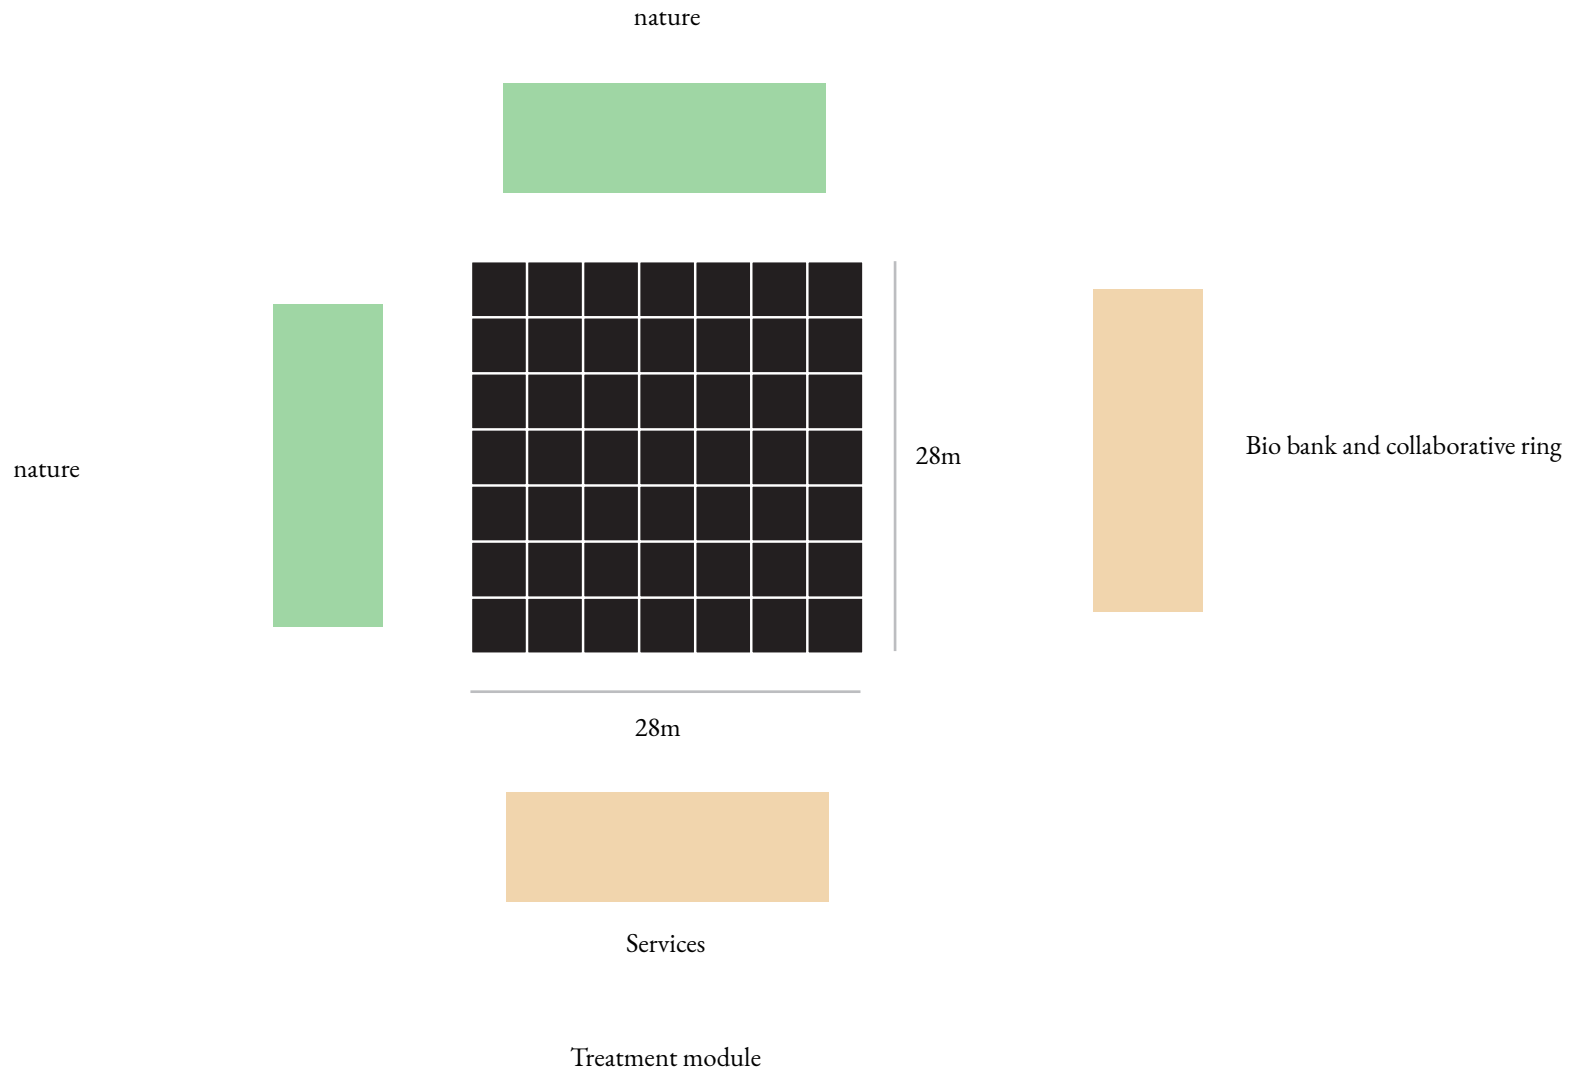 nature
nature
28m
Bio bank and collaborative ring
28m
Services
Treatment module